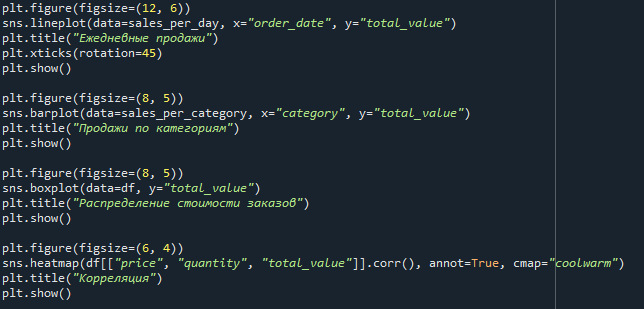 plt.figure(figsize=(12, 6))
sns.lineplot(data=sales_per_day, x="order_date", y="total_value")
plt.title("Ежедневные продажи")
plt.xticks(rotation=45)
plt.show()
plt.figure(figsize=(8, 5))
sns.barplot(data=sales_per_category, x="category", y="total_value")
plt.title("Продажи по категориям")
plt.show()
plt.figure(figsize=(8, 5))
sns.boxplot(data=df, y="total_value")
plt.title("Распределение стоимости заказов")
plt.show()
plt.figure(figsize=(6, 4))
sns.heatmap(df[["price", "quantity", "total_value"]].corr(), annot=True, cmap="coolwarm")
plt.title("Корреляция")
plt.show()